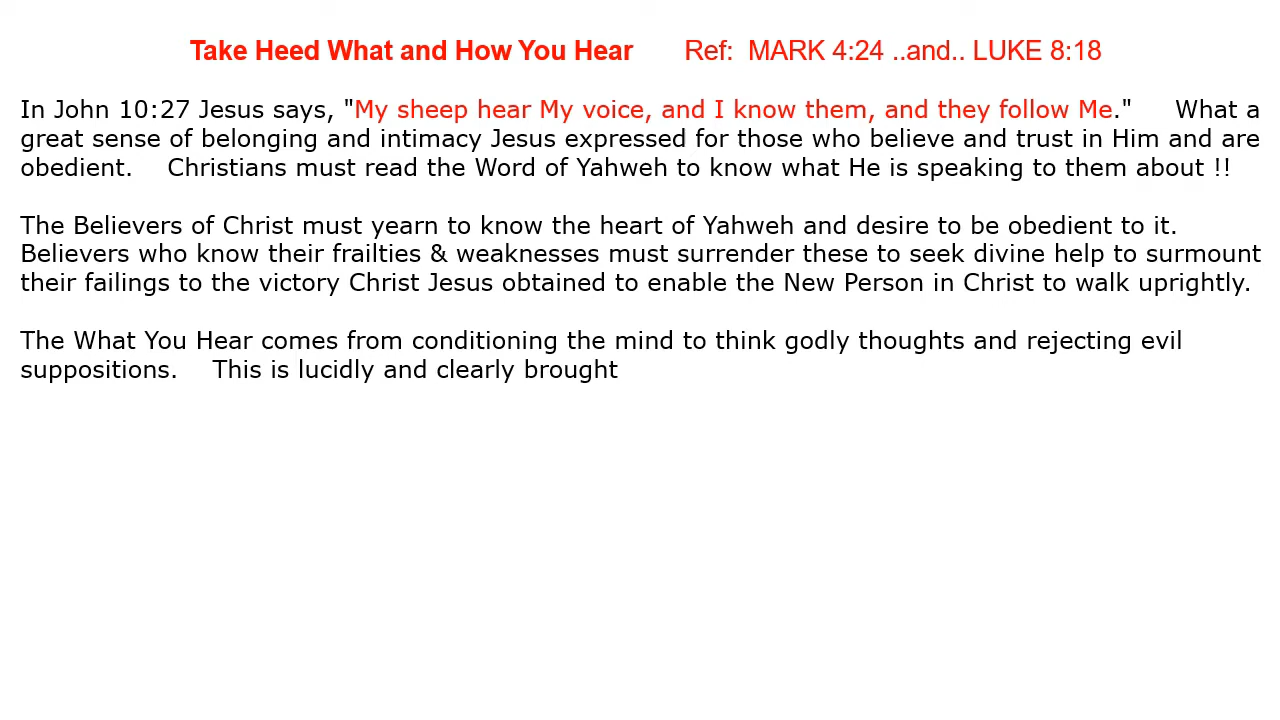 Take Heed What and How You Hear Ref: MARK 4:24 ..and.. LUKE 8:18
In John 10:27 Jesus says, "My sheep hear My voice, and I know them, and they follow Me." What a
great sense of belonging and intimacy Jesus expressed for those who believe and trust in Him and are
obedient. Christians must read the Word of Yahweh to know what He is speaking to them about !!
The Believers of Christ must yearn to know the heart of Yahweh and desire to be obedient to it.
Believers who know their frailties & weaknesses must surrender these to seek divine help to surmount
their failings to the victory Christ Jesus obtained to enable the New Person in Christ to walk uprightly.
The What You Hear comes from conditioning the mind to think godly thoughts and rejecting evil
suppositions. This is lucidly and clearly brought